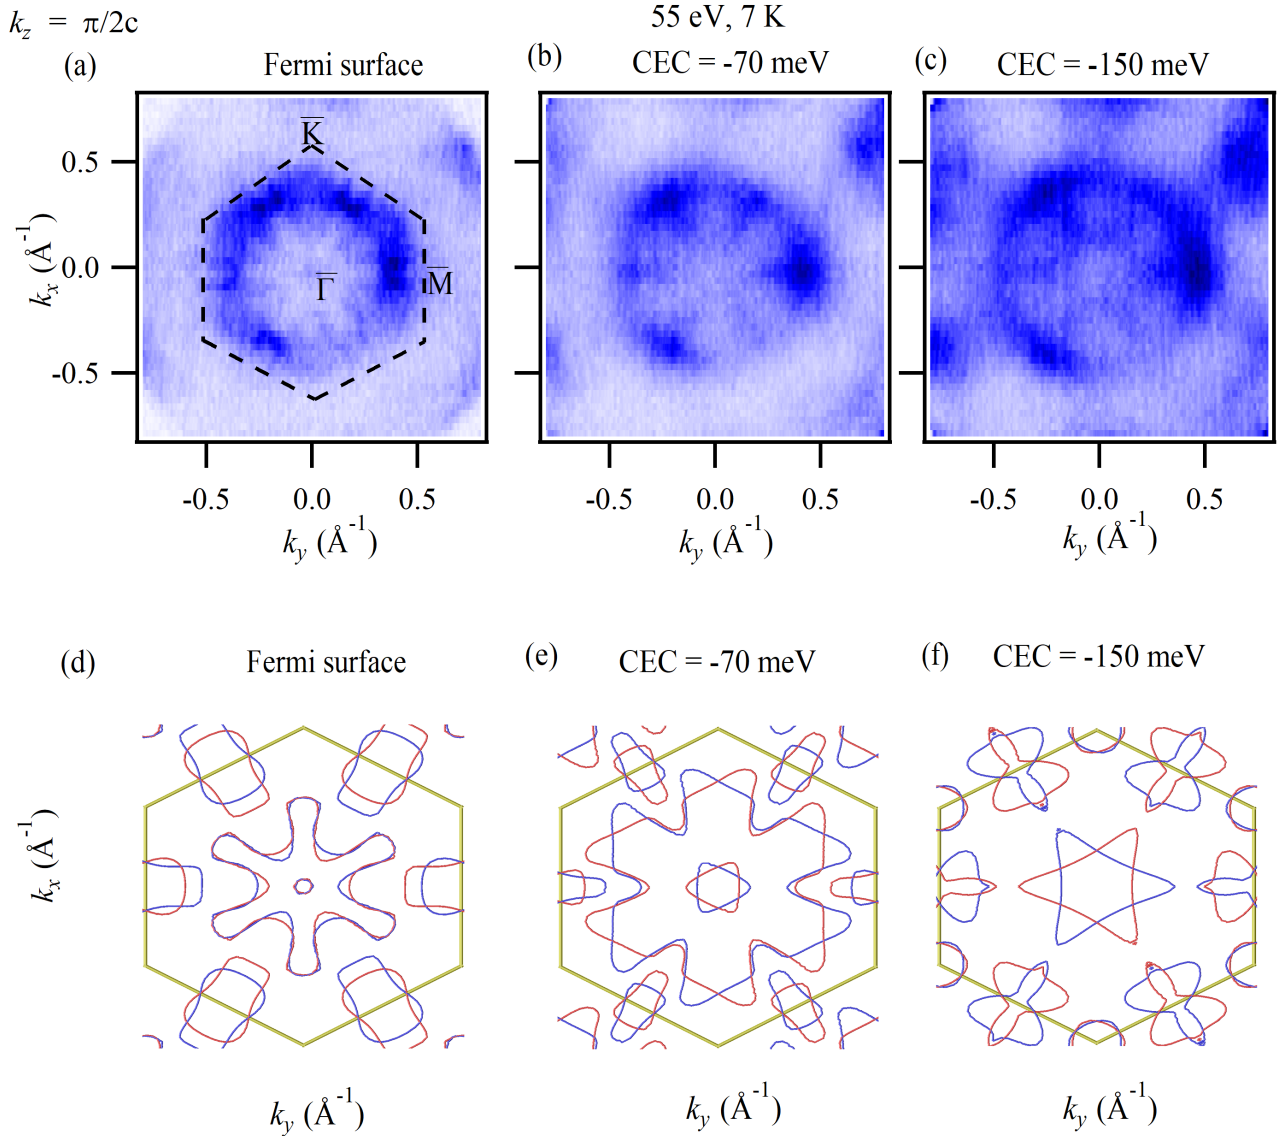 k_z = π/2c
55 eV, 7 K
(a) Fermi surface
(b) CEC = -70 meV
(c) CEC = -150 meV
K̅
Γ̅
M̅
0.5
0.0
-0.5
k_x (Å⁻¹)
-0.5 0.0 0.5
-0.5 0.0 0.5
-0.5 0.0 0.5
k_y (Å⁻¹)
k_y (Å⁻¹)
k_y (Å⁻¹)
(d) Fermi surface
(e) CEC = -70 meV
(f) CEC = -150 meV
k_x (Å⁻¹)
k_y (Å⁻¹)
k_y (Å⁻¹)
k_y (Å⁻¹)